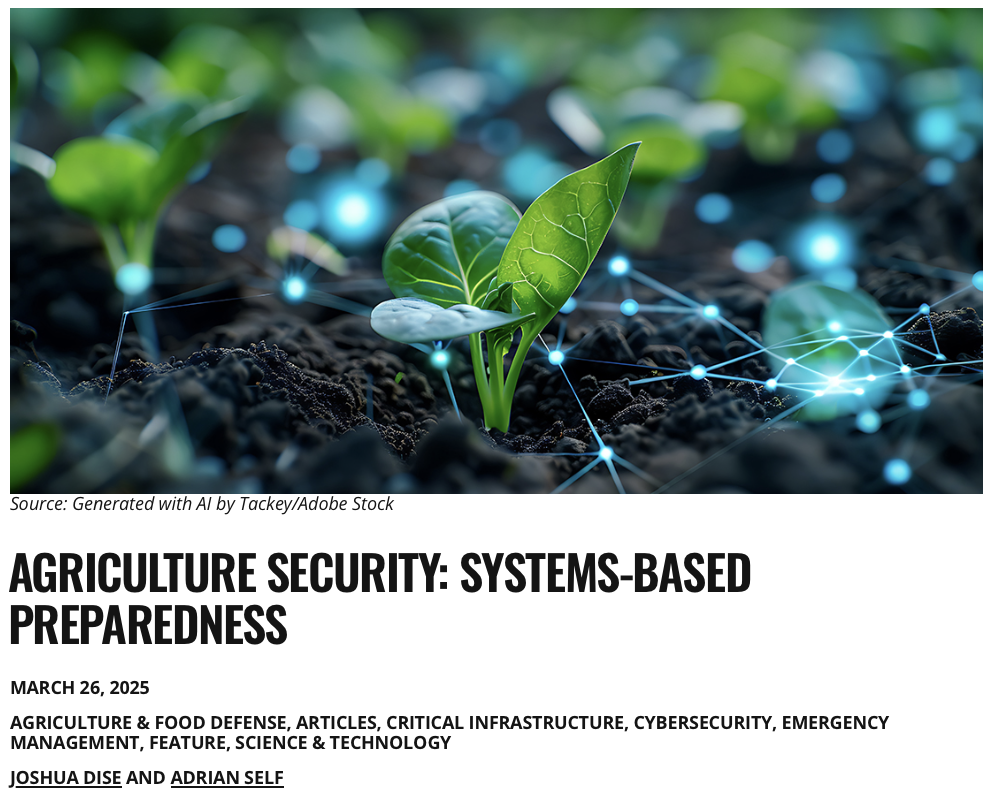 Source: Generated with AI by Tackey/Adobe Stock
AGRICULTURE SECURITY: SYSTEMS-BASED
PREPAREDNESS
MARCH 26, 2025
AGRICULTURE & FOOD DEFENSE, ARTICLES, CRITICAL INFRASTRUCTURE, CYBERSECURITY, EMERGENCY
MANAGEMENT, FEATURE, SCIENCE & TECHNOLOGY
JOSHUA DISE AND ADRIAN SELF